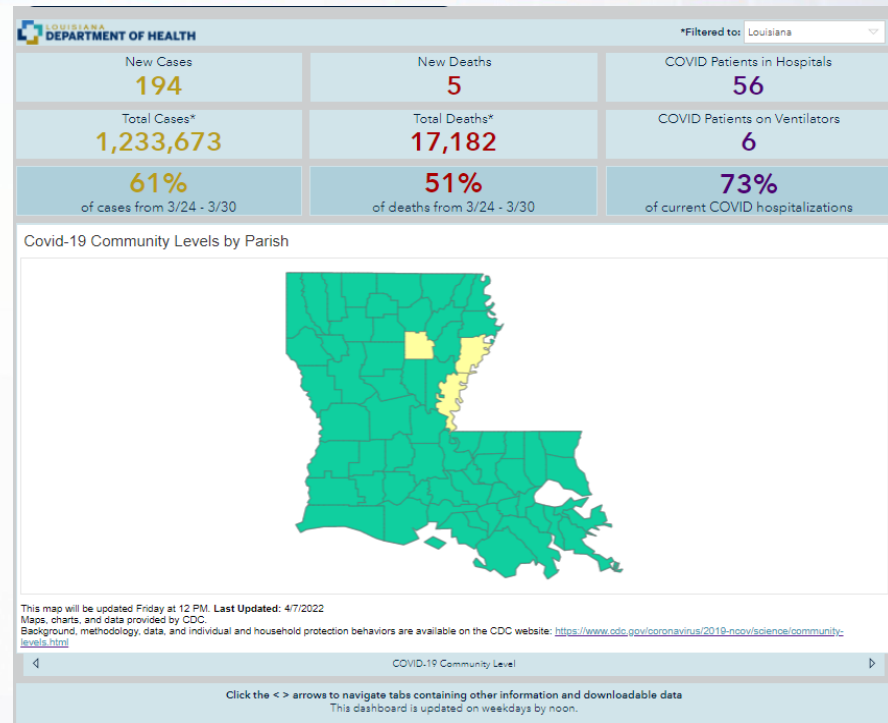 LOUISIANA
DEPARTMENT OF HEALTH
*Filtered to: Louisiana
New Cases
194
New Deaths
5
COVID Patients in Hospitals
56
Total Cases*
1,233,673
Total Deaths*
17,182
COVID Patients on Ventilators
6
61%
of cases from 3/24 - 3/30
51%
of deaths from 3/24 - 3/30
73%
of current COVID hospitalizations
Covid-19 Community Levels by Parish
This map will be updated Friday at 12 PM. Last Updated: 4/7/2022
Maps, charts, and data provided by CDC.
Background, methodology, data, and individual and household protection behaviors are available on the CDC website: https://www.cdc.gov/coronavirus/2019-ncov/science/community-
levels.html
COVID-19 Community Level
Click the < > arrows to navigate tabs containing other information and downloadable data
This dashboard is updated on weekdays by noon.